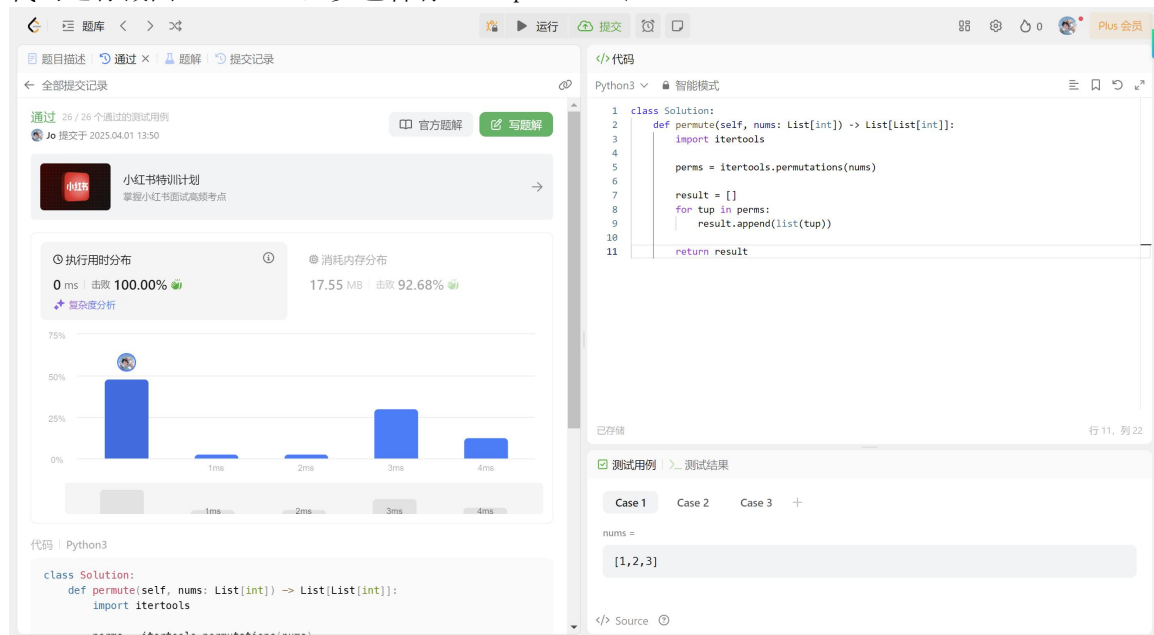 题库
运行
提交
0
Plus 会员
题目描述
通过
题解
提交记录
全部提交记录
通过 26 / 26 个通过的测试用例
Jo 提交于 2025.04.01 13:50
官方题解
写题解
小红书
小红书特训计划
掌握小红书面试高频考点
执行用时分布
0 ms 击败 100.00%
复杂度分析
消耗内存分布
17.55 MB 击败 92.68%
75%
50%
25%
0%
1ms 2ms 3ms 4ms
1ms 2ms 3ms 4ms
代码 Python3
class Solution:
    def permute(self, nums: List[int]) -> List[List[int]]:
        import itertools
</>代码
Python3 智能模式
1 class Solution:
2     def permute(self, nums: List[int]) -> List[List[int]]:
3         import itertools
4
5         perms = itertools.permutations(nums)
6
7         result = []
8         for tup in perms:
9             result.append(list(tup))
10
11         return result
已存储
行 11, 列 22
测试用例 >_ 测试结果
Case 1 Case 2 Case 3 +
nums =
[1,2,3]
</> Source